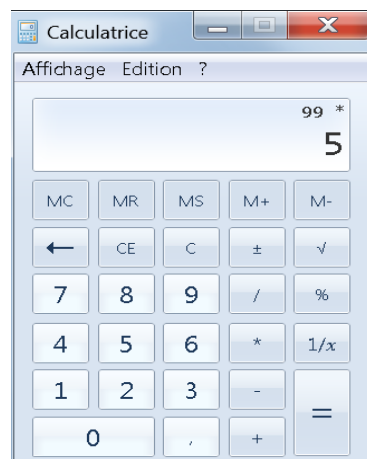 Calculatrice
Affichage Edition ?
99 *
5
MC MR MS M+ M-
← CE C ± √
7 8 9 / %
4 5 6 * 1/x
1 2 3 - =
0 , +